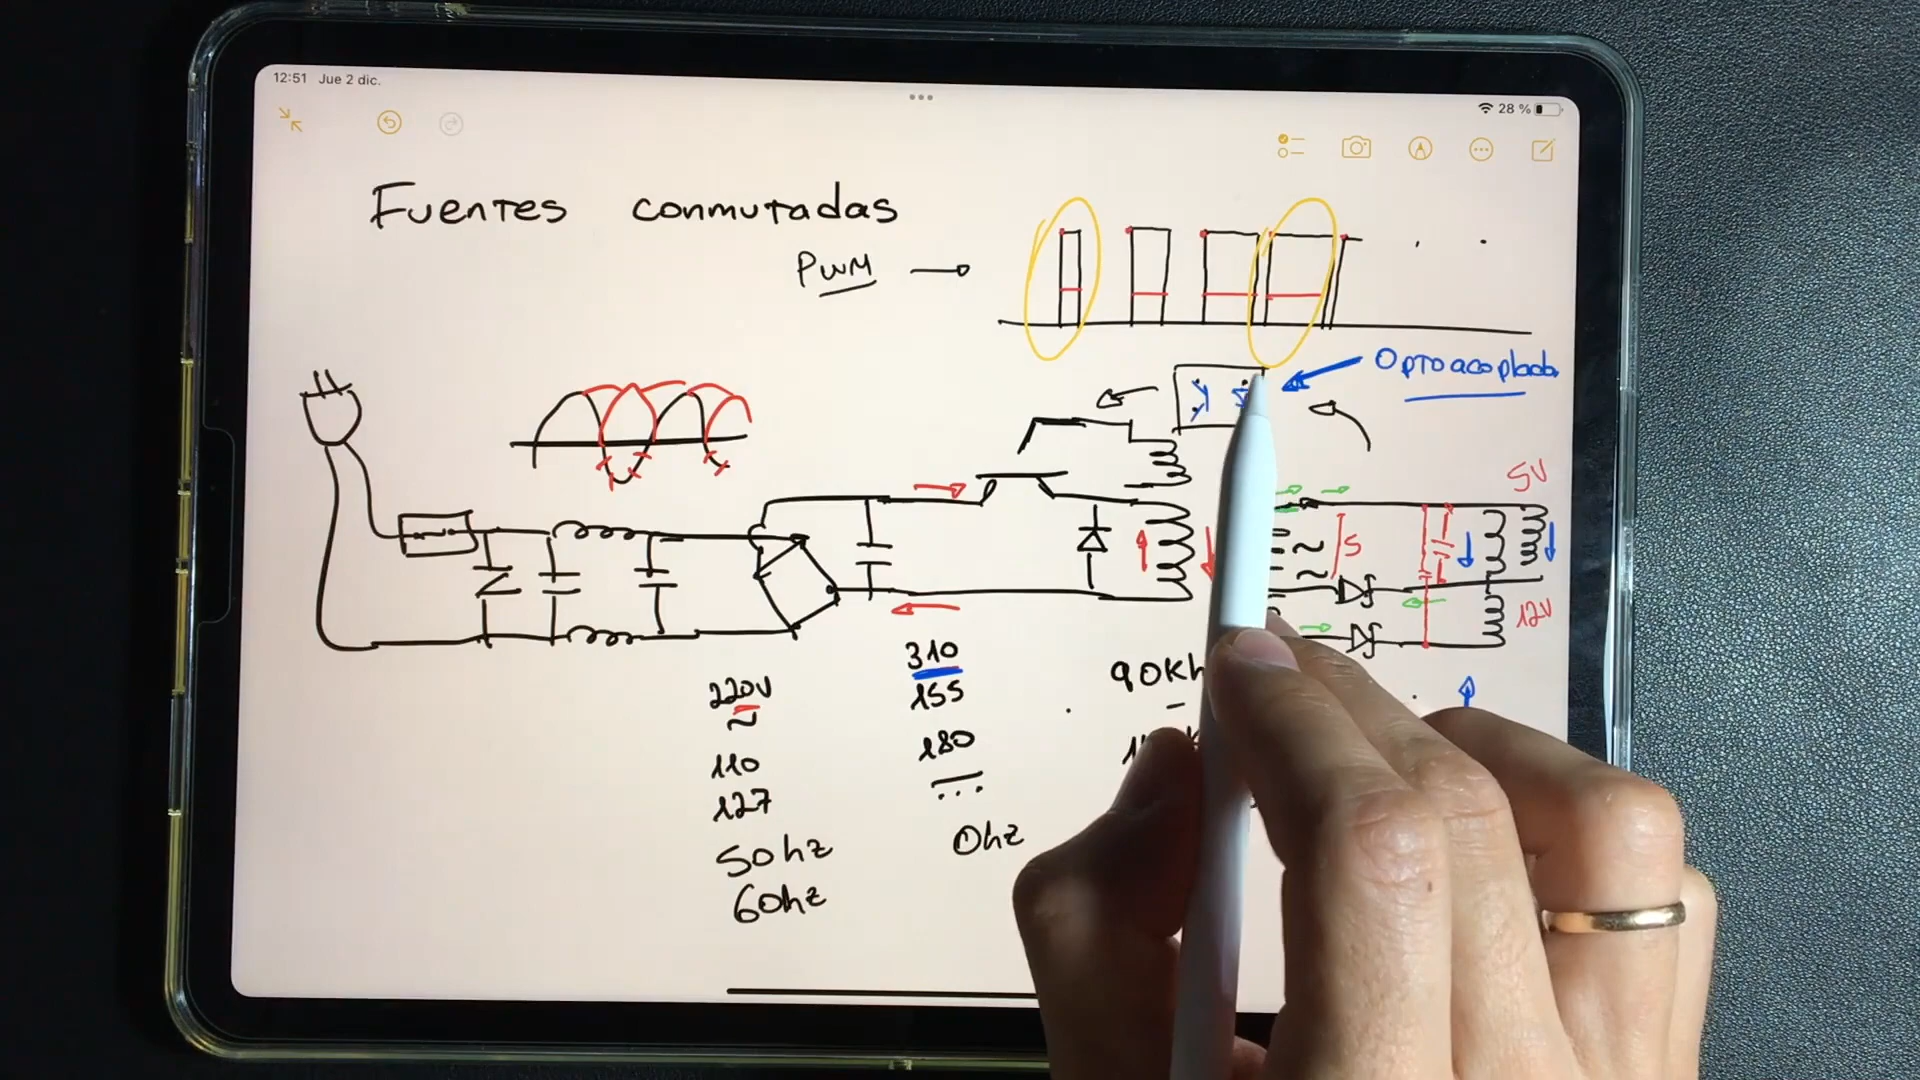 12:51 Jue 2 dic.
28 %
Fuentes conmutadas
PWM
Optoacoplador
5V
S
12V
310
90Kh
220V
155
180
110
127
0hz
50hz
60hz